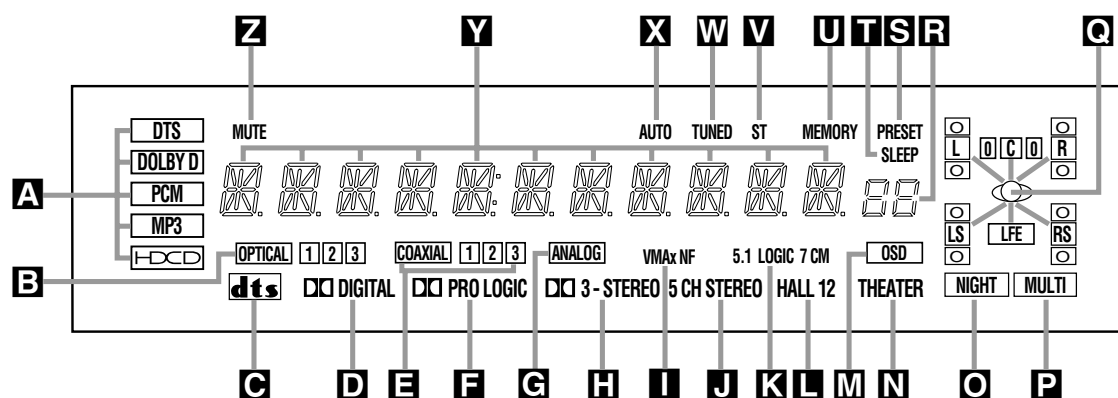 Z Y X W V U T S R Q
DTS MUTE AUTO TUNED ST MEMORY PRESET
SLEEP
L 0 C 0 R
DOLBY D
A PCM
MP3
HDCD
LS LFE RS
B OPTICAL 1 2 3 COAXIAL 1 2 3 ANALOG VMAx NF 5.1 LOGIC 7 CM OSD
dts DIGITAL PRO LOGIC 3 - STEREO 5 CH STEREO HALL 12 THEATER NIGHT MULTI
C D E F G H I J K L M N O P